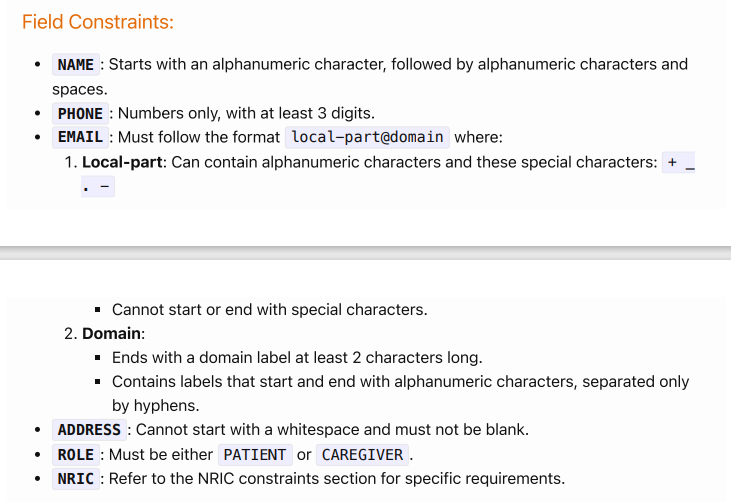 Field Constraints:
• NAME : Starts with an alphanumeric character, followed by alphanumeric characters and
spaces.
• PHONE : Numbers only, with at least 3 digits.
• EMAIL : Must follow the format local-part@domain where:
1. Local-part: Can contain alphanumeric characters and these special characters: + _
. -
▪ Cannot start or end with special characters.
2. Domain:
▪ Ends with a domain label at least 2 characters long.
▪ Contains labels that start and end with alphanumeric characters, separated only
by hyphens.
• ADDRESS : Cannot start with a whitespace and must not be blank.
• ROLE : Must be either PATIENT or CAREGIVER .
• NRIC : Refer to the NRIC constraints section for specific requirements.